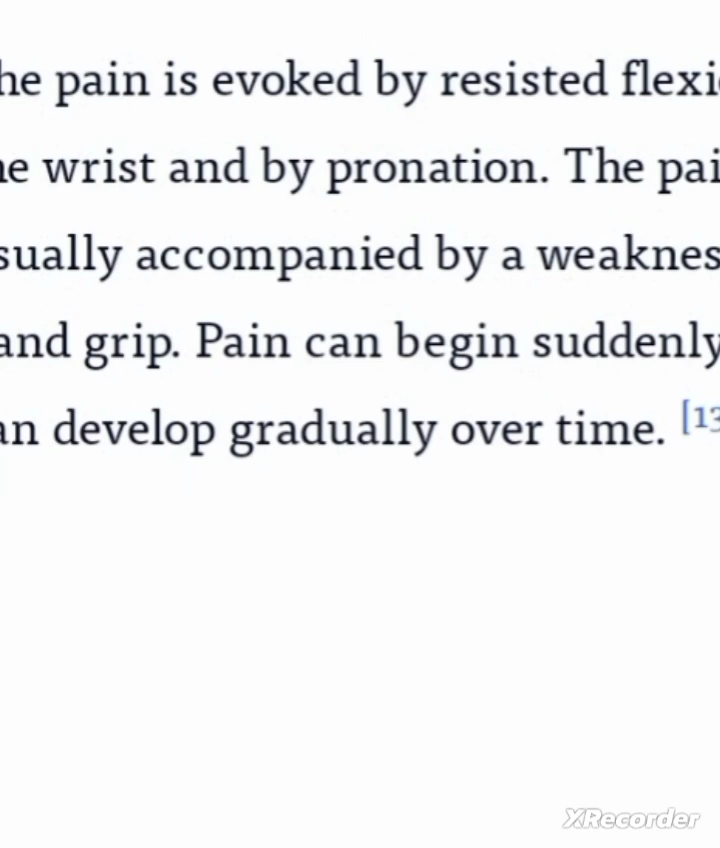 he pain is evoked by resisted flexi
e wrist and by pronation. The pai
sually accompanied by a weaknes
and grip. Pain can begin suddenly
an develop gradually over time. [13
XRecorder